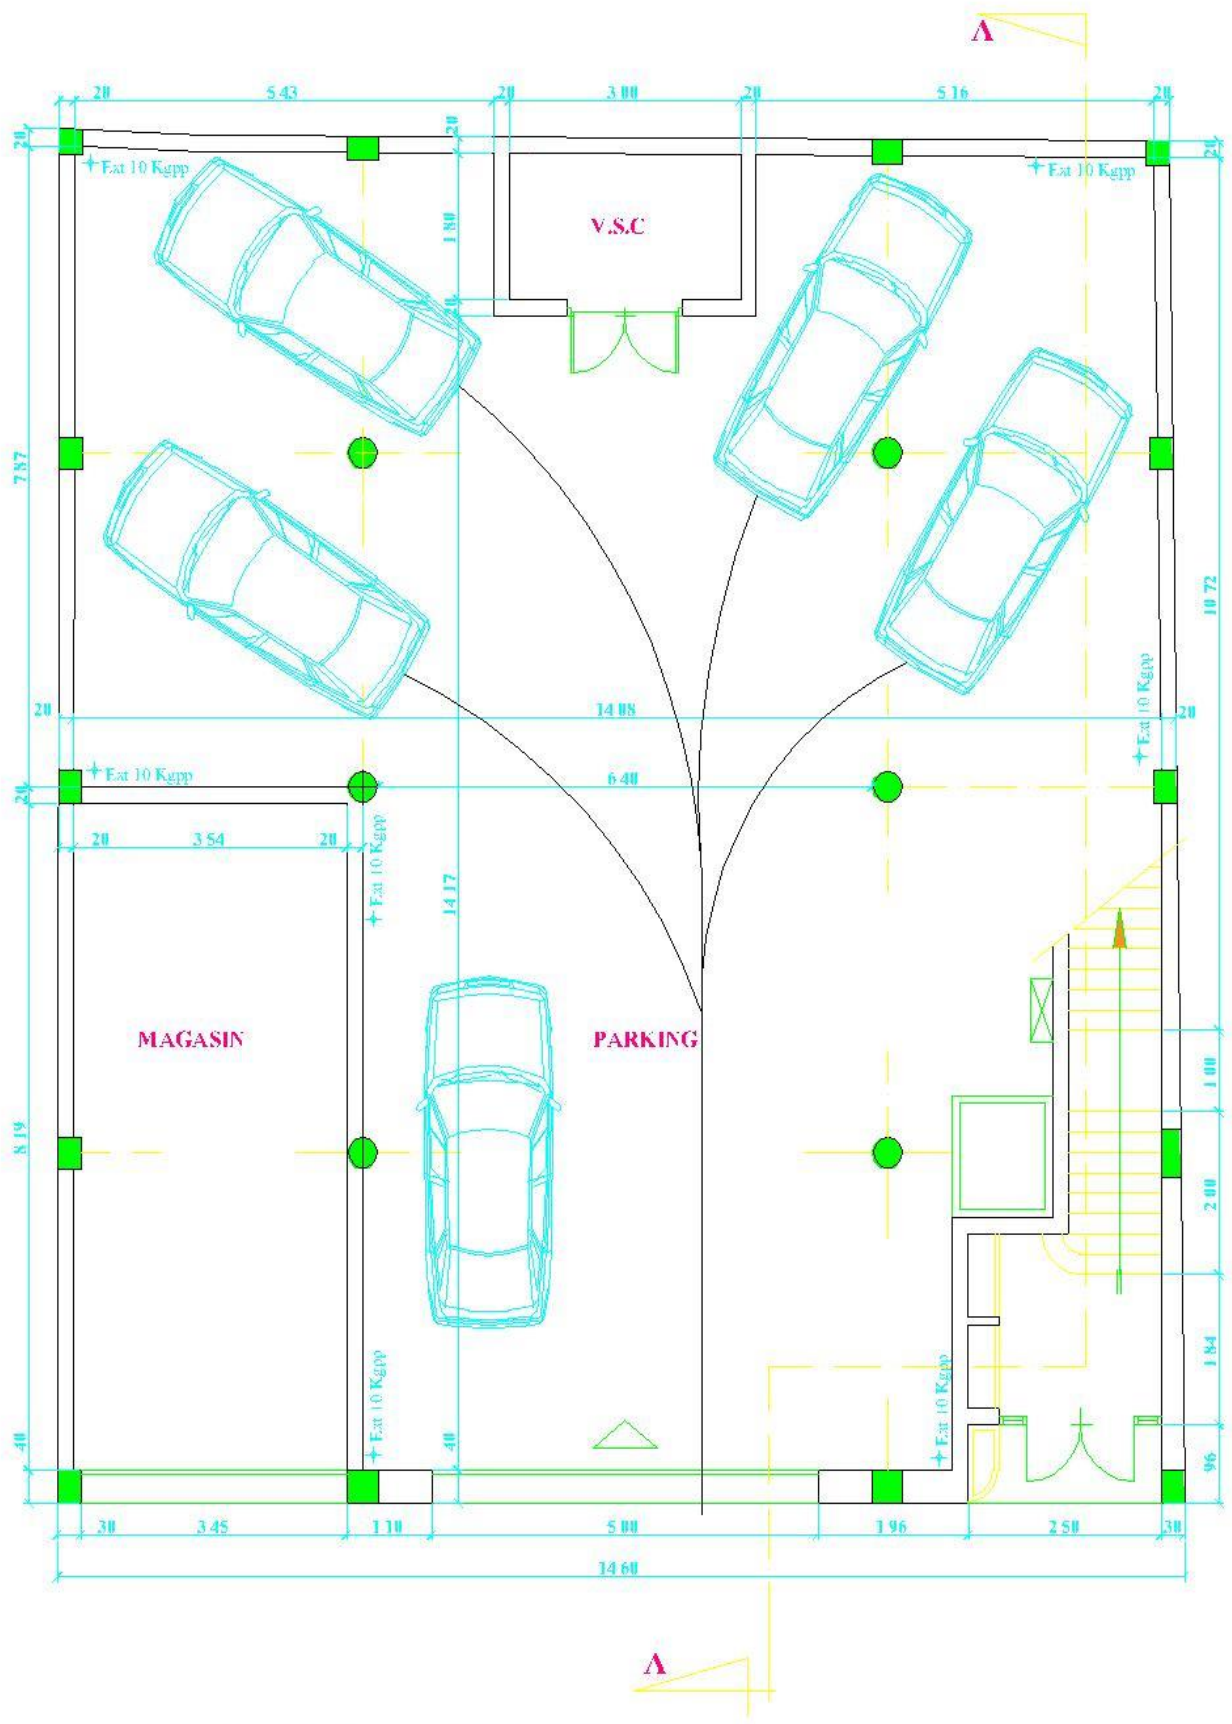 A
20 5 43 20 3 00 20 5 16 20
20 20 20
Ext 10 Kgpp
Ext 10 Kgpp
V.S.C
1 80
20
7 87
10 72
20 14 08 20
Ext 10 Kgpp
Ext 10 Kgpp
6 40
20
20 3 54 20
Ext 10 Kgpp
14 17
MAGASIN
PARKING
1 00
8 19
2 00
1 84
Ext 10 Kgpp
Ext 10 Kgpp
40
40
96
30 3 45 1 10 5 00 1 96 2 50 30
14 60
A